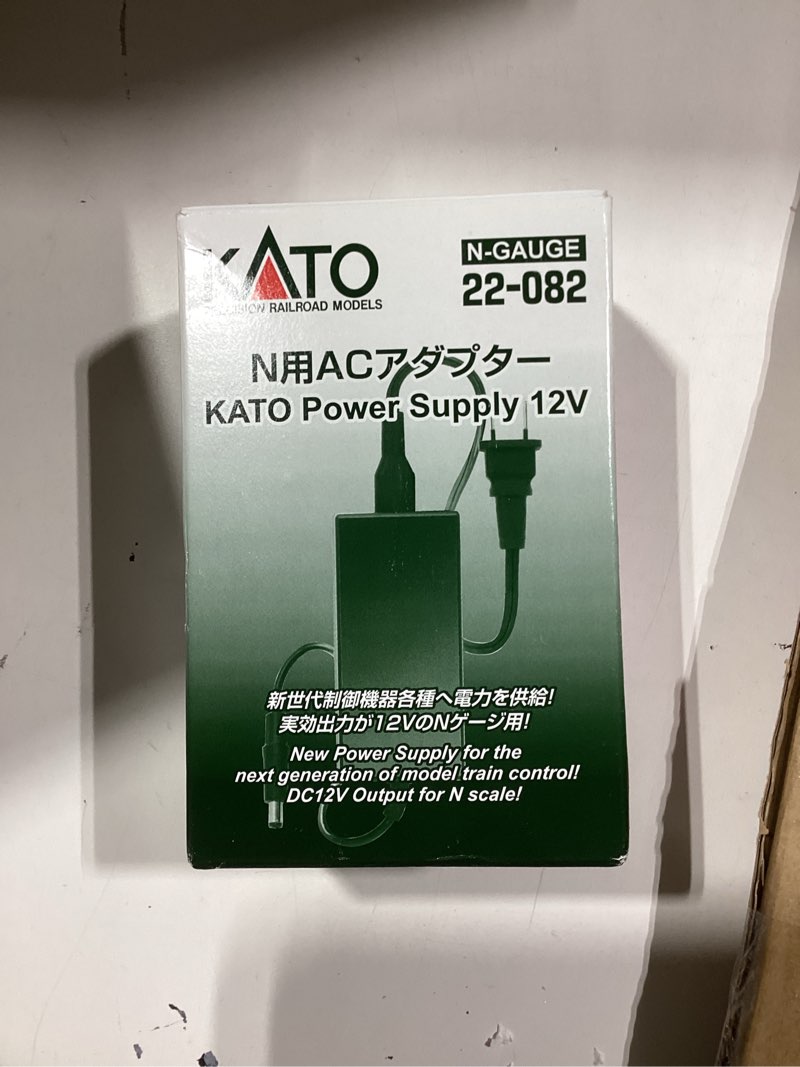 KATO
RAILROAD MODELS
N-GAUGE
22-082
N用ACアダプター
KATO Power Supply 12V
新世代制御機器各種へ電力を供給!
実効出力が12VのNゲージ用!
New Power Supply for the
next generation of model train control!
DC12V Output for N scale!